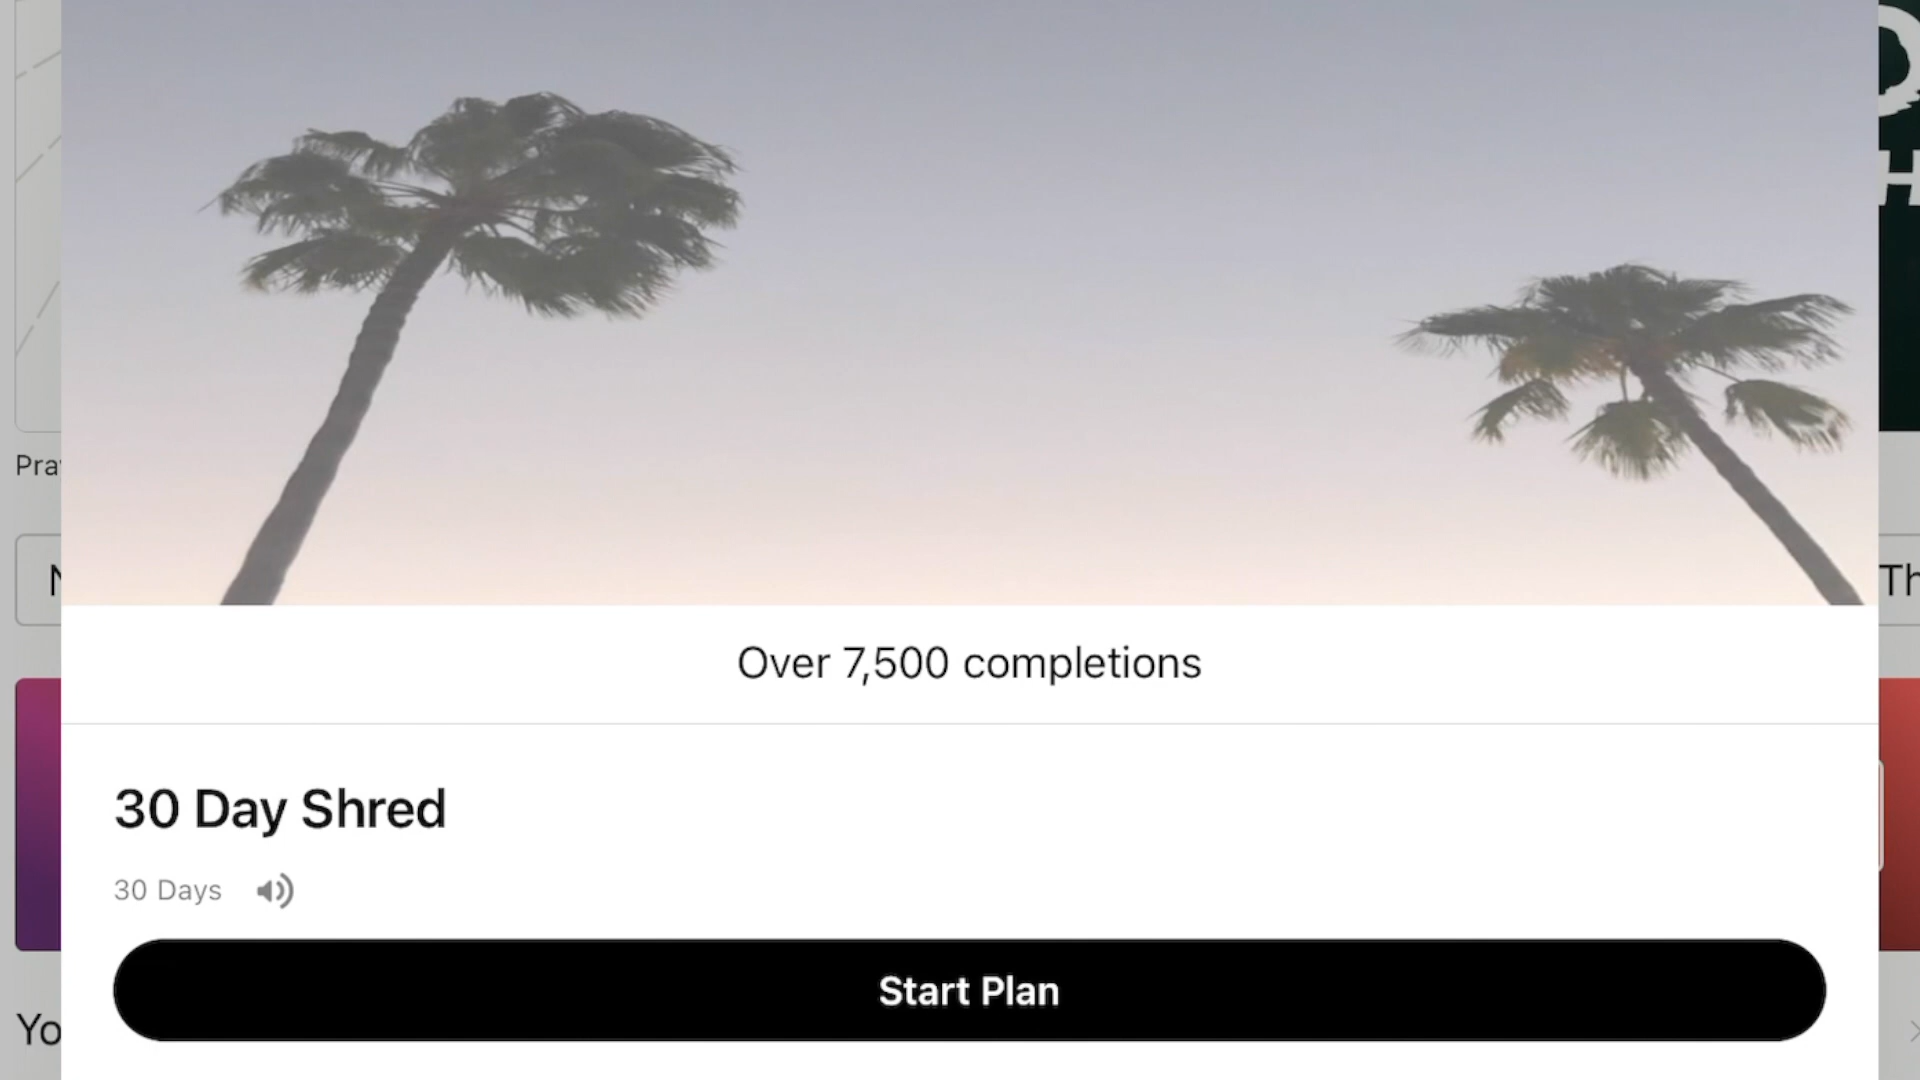 Over 7,500 completions
30 Day Shred
30 Days
Start Plan